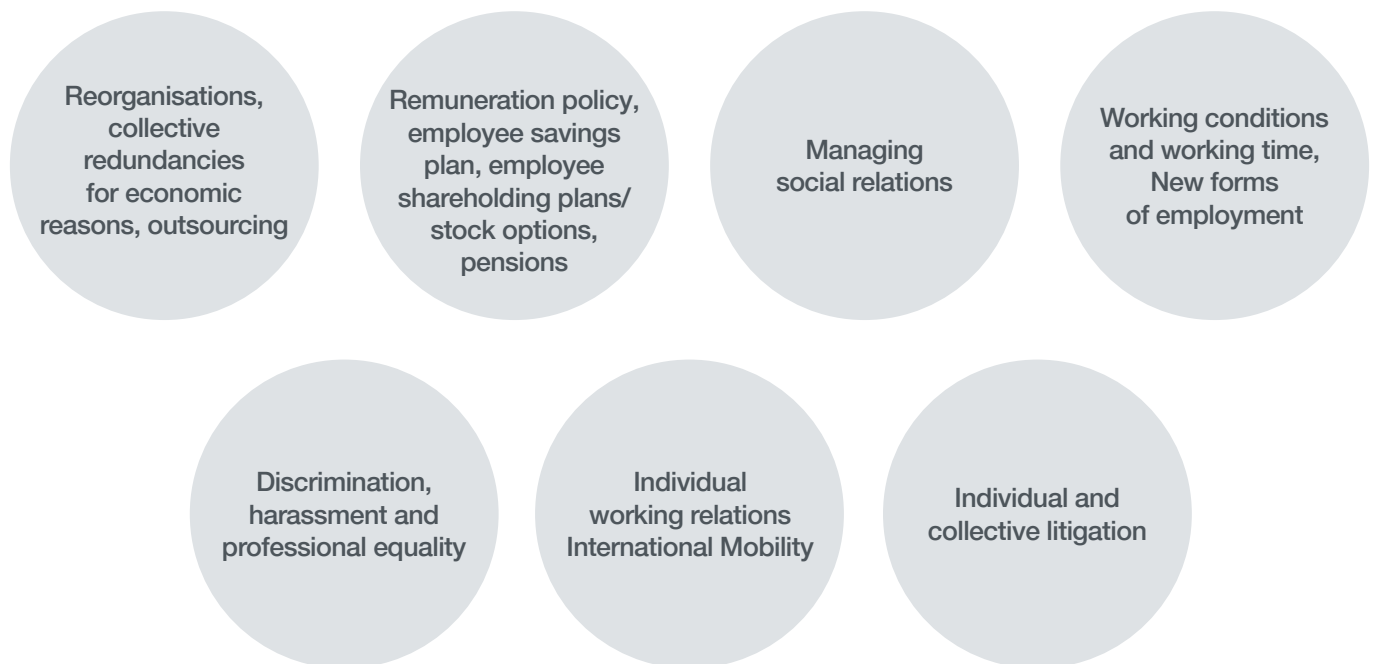 Reorganisations,
collective
redundancies
for economic
reasons, outsourcing
Remuneration policy,
employee savings
plan, employee
shareholding plans/
stock options,
pensions
Managing
social relations
Working conditions
and working time,
New forms
of employment
Discrimination,
harassment and
professional equality
Individual
working relations
International Mobility
Individual and
collective litigation